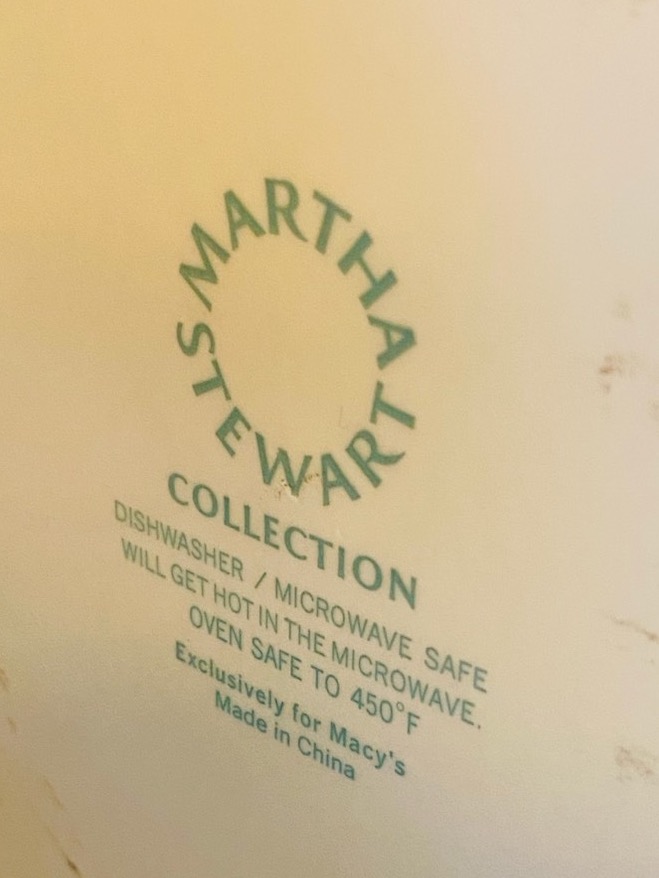 MARTHA
STEWART
COLLECTION
DISHWASHER / MICROWAVE SAFE
WILL GET HOT IN THE MICROWAVE.
OVEN SAFE TO 450°F
Exclusively for Macy's
Made in China